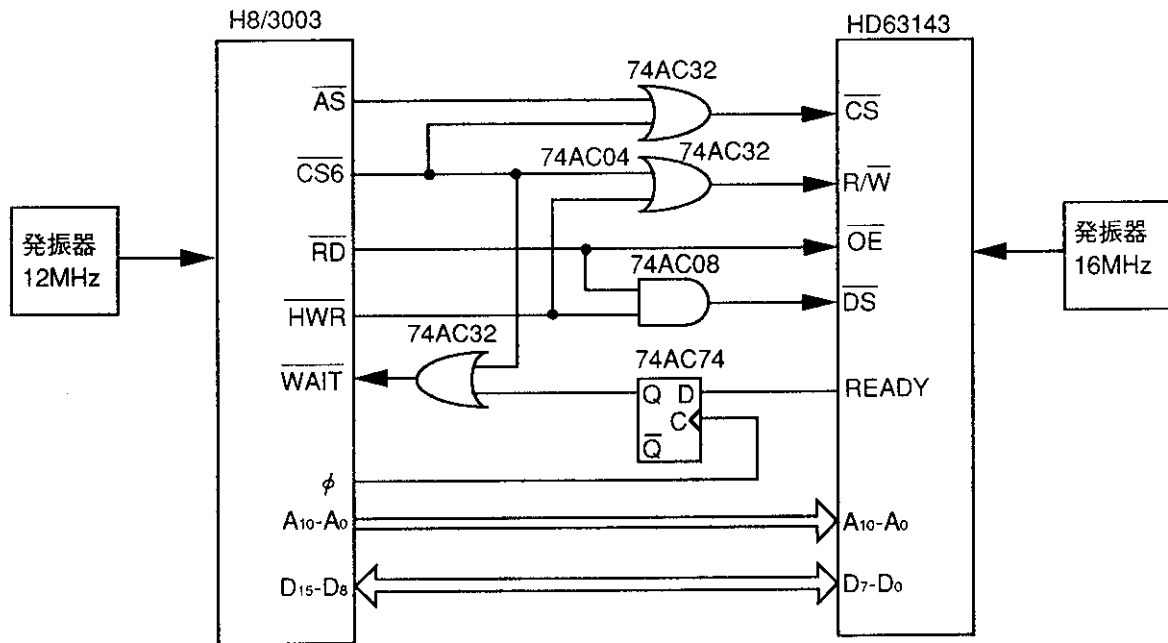 H8/3003
HD63143
74AC32
AS
CS
CS6
74AC04
74AC32
R/W
発振器
12MHz
RD
OE
発振器
16MHz
74AC08
HWR
DS
74AC32
74AC74
WAIT
Q D
READY
C
Q
φ
A10-A0
A10-A0
D15-D8
D7-D0